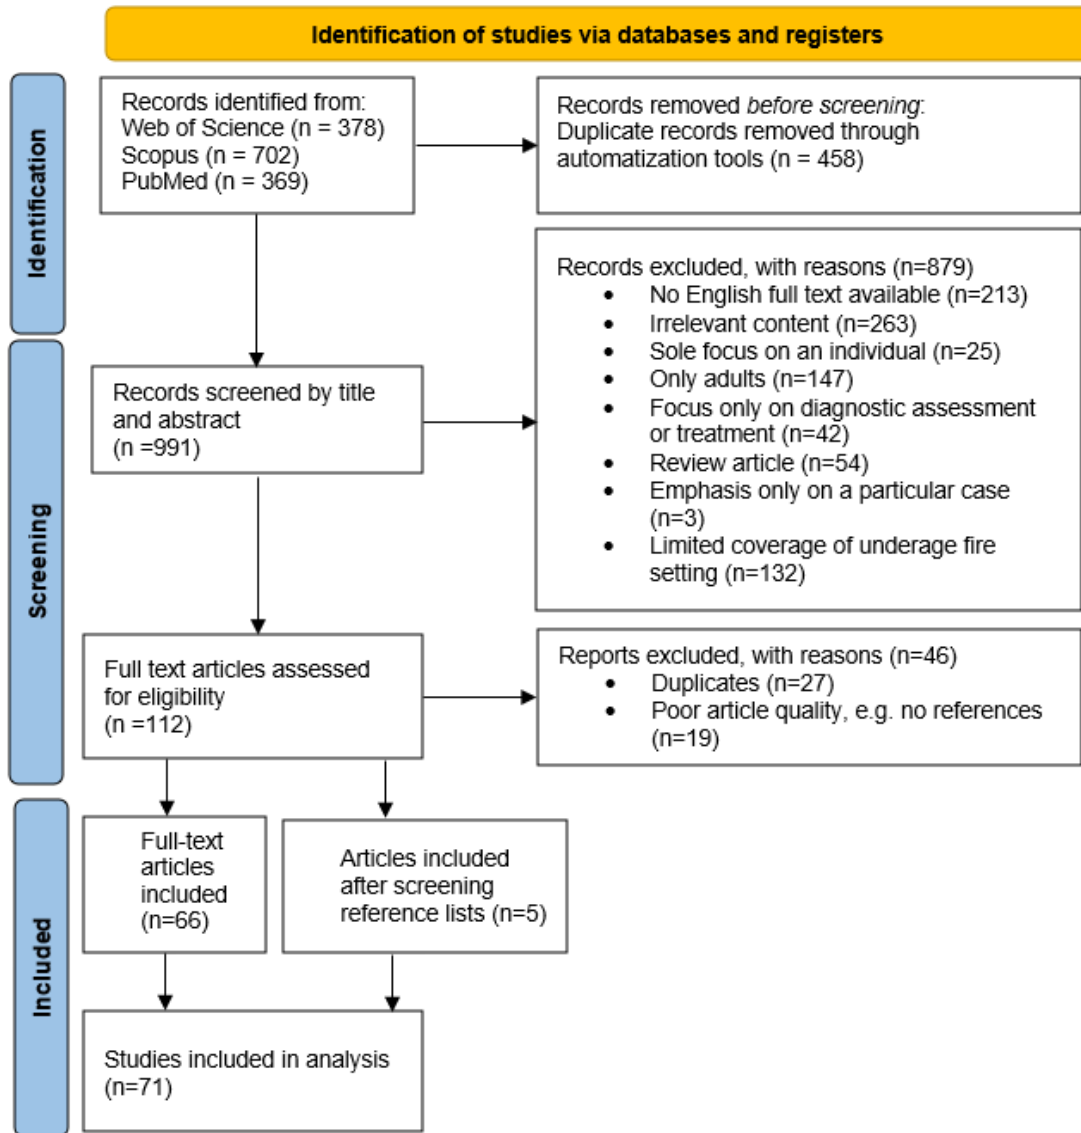 Identification of studies via databases and registers
Identification
Records identified from:
Web of Science (n = 378)
Scopus (n = 702)
PubMed (n = 369)
Records removed before screening:
Duplicate records removed through
automatization tools (n = 458)
Screening
Records screened by title
and abstract
(n =991)
Records excluded, with reasons (n=879)
• No English full text available (n=213)
• Irrelevant content (n=263)
• Sole focus on an individual (n=25)
• Only adults (n=147)
• Focus only on diagnostic assessment
or treatment (n=42)
• Review article (n=54)
• Emphasis only on a particular case
(n=3)
• Limited coverage of underage fire
setting (n=132)
Full text articles assessed
for eligibility
(n =112)
Reports excluded, with reasons (n=46)
• Duplicates (n=27)
• Poor article quality, e.g. no references
(n=19)
Included
Full-text
articles
included
(n=66)
Articles included
after screening
reference lists (n=5)
Studies included in analysis
(n=71)